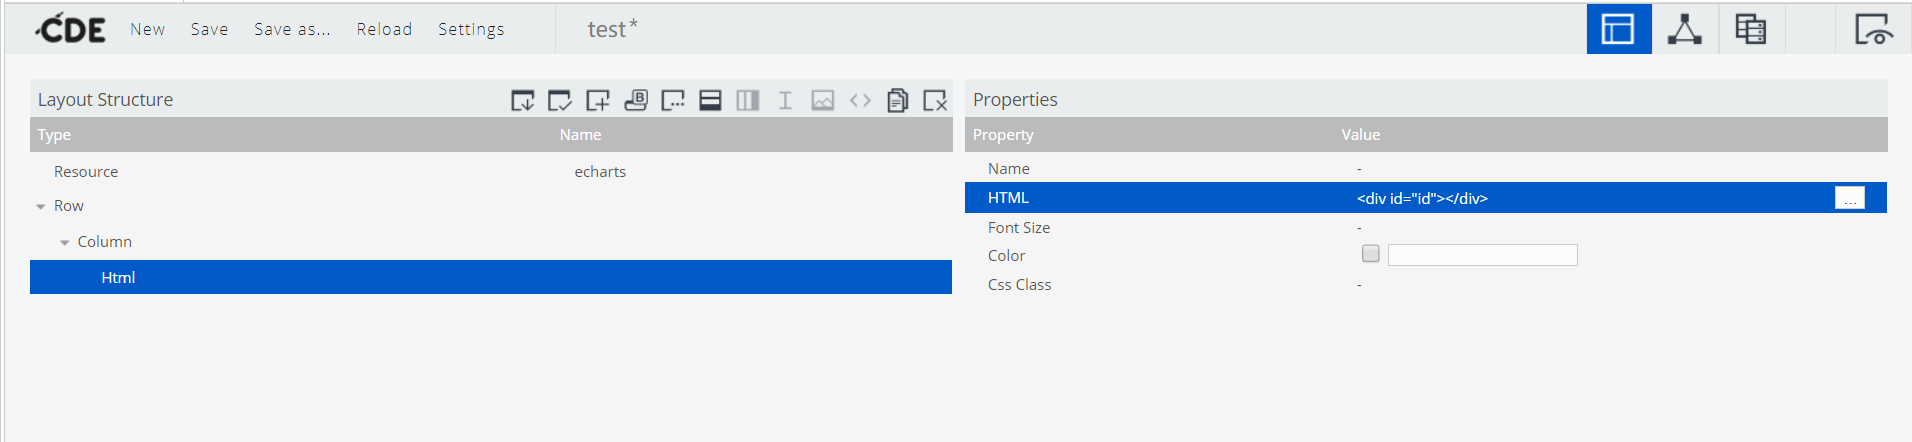 CDE New Save Save as... Reload Settings test*
Layout Structure
Type Name
Resource echarts
Row
Column
Html
Properties
Property Value
Name -
HTML <div id="id"></div> ...
Font Size -
Color
Css Class -